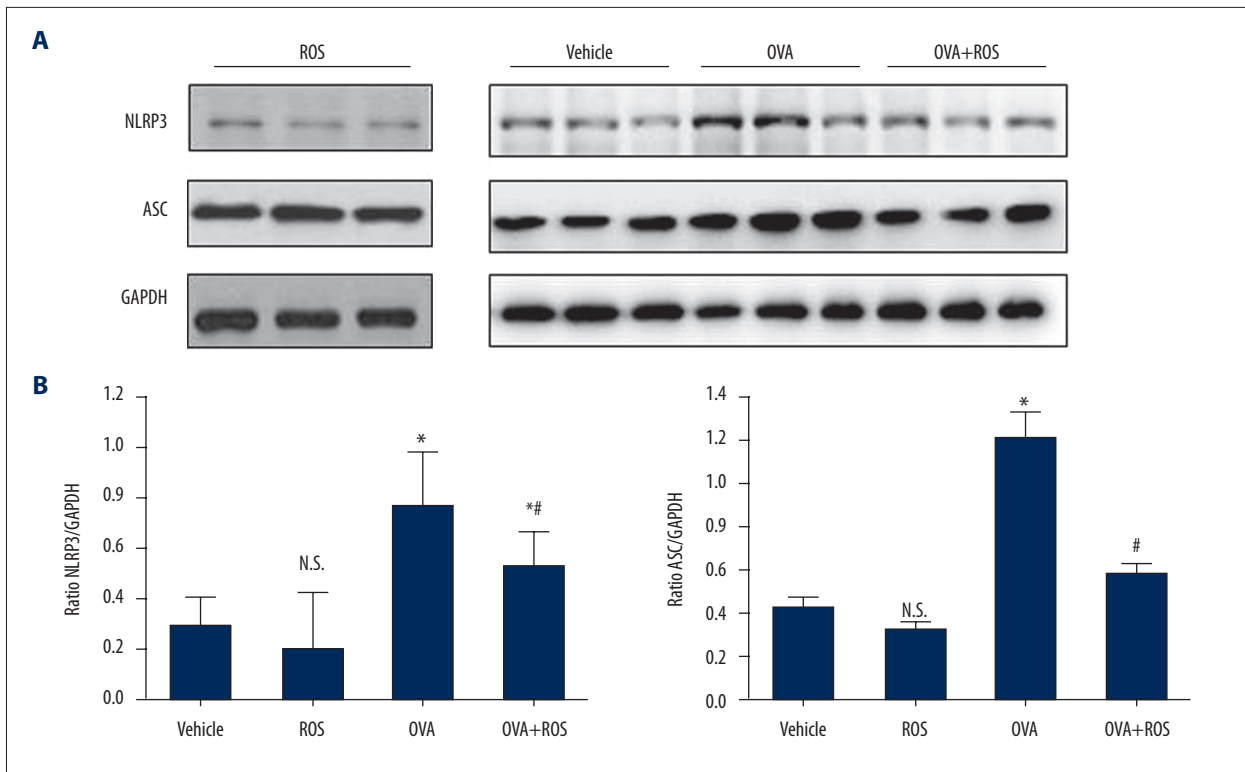 A
ROS
Vehicle
OVA
OVA+ROS
NLRP3
ASC
GAPDH
B
Ratio NLRP3/GAPDH
1.2
1.0
0.9
0.6
0.4
0.2
0.0
N.S.
*
*#
Vehicle
ROS
OVA
OVA+ROS
Ratio ASC/GAPDH
1.4
1.2
1.0
0.9
0.6
0.4
0.2
0.0
N.S.
*
#
Vehicle
ROS
OVA
OVA+ROS